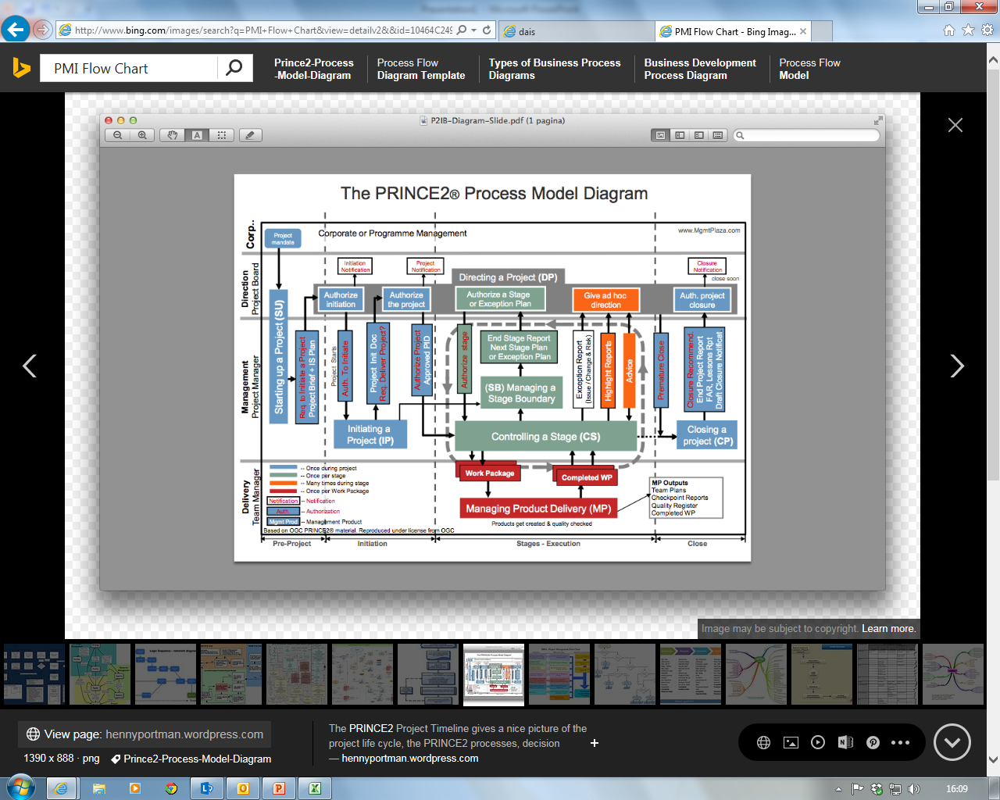 http://www.bing.com/images/search?q=PMI+Flow+Chart&view=detailv2&&id=10464C249
dais
PMI Flow Chart - Bing Imag...
PMI Flow Chart
Prince2-Process
-Model-Diagram
Process Flow
Diagram Template
Types of Business Process
Diagrams
Business Development
Process Diagram
Process Flow
Model
P2IB-Diagram-Slide.pdf (1 pagina)
The PRINCE2® Process Model Diagram
Corp..
Project
mandate
Corporate or Programme Management
www.MgmtPlaza.com
Direction
Project Board
Initiation
Notification
Project
Notification
Closure
Notification
close soon
Directing a Project (DP)
Authorize
initiation
Authorize
the project
Authorize a Stage
or Exception Plan
Give ad hoc
direction
Auth. project
closure
Management
Project Manager
Starting up a Project (SU)
Req. to Initiate a Project
Project Brief + IS Plan
Project Starts
Auth. To Initiate
Project Init Doc
Req. Deliver Project?
Authorize Project
Approved PID
Authorize stage
End Stage Report
Next Stage Plan
or Exception Plan
(SB) Managing a
Stage Boundary
Exception Report
(Issue / Change & Risk)
Highlight Reports
Advice
Premature Close
Closure Recommend.
End Project Report
FAR, Lessons Rpt
Draft Closure Notificat.
Initiating a
Project (IP)
Controlling a Stage (CS)
Closing a
project (CP)
Delivery
Team Manager
-- Once during project
-- Once per stage
-- Many times during stage
-- Once per Work Package
Notification -- Notification
Auth. -- Authorization
Mgmt Prod -- Management Product
Based on OGC PRINCE2® material. Reproduced under license from OGC
Work Package
Completed WP
Managing Product Delivery (MP)
Products get created & quality checked
MP Outputs
Team Plans
Checkpoint Reports
Quality Register
Completed WP
Pre-Project
Initiation
Stages - Execution
Close
Image may be subject to copyright. Learn more.
View page: hennyportman.wordpress.com
1390 x 888 · png
Prince2-Process-Model-Diagram
The PRINCE2 Project Timeline gives a nice picture of the
project life cycle, the PRINCE2 processes, decision
— hennyportman.wordpress.com
16:09